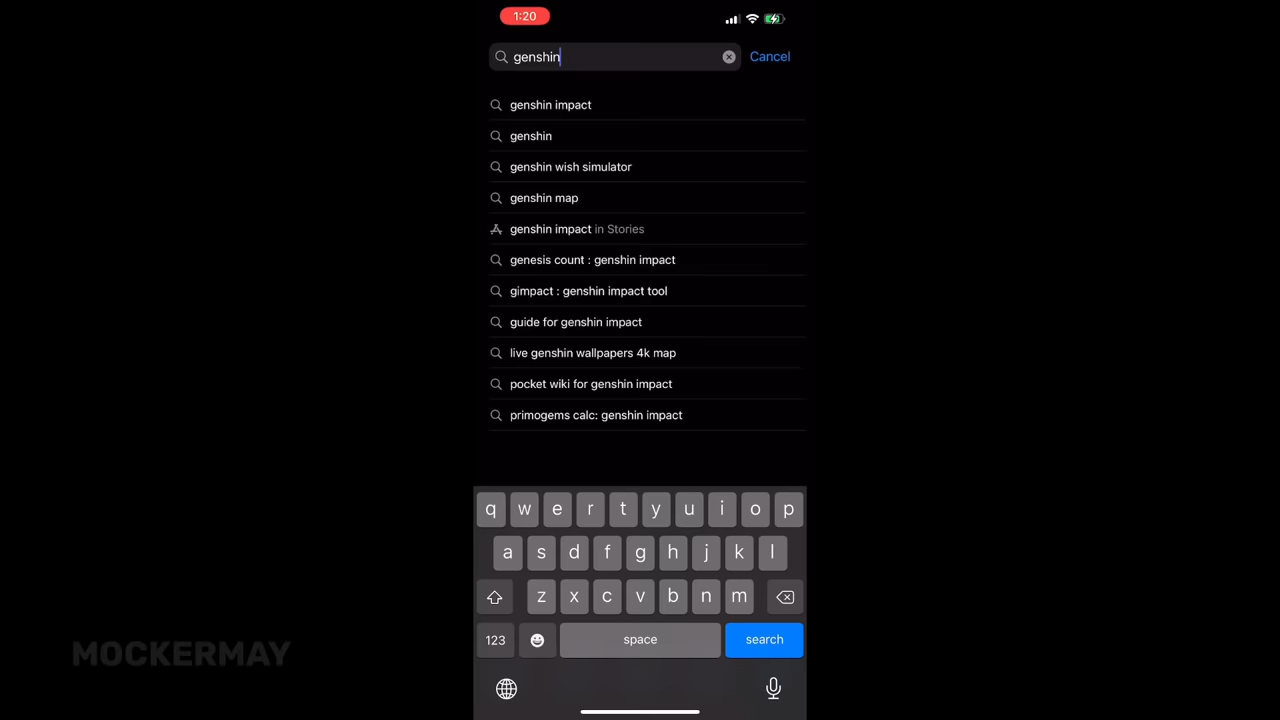 1:20
genshin
Cancel
genshin impact
genshin
genshin wish simulator
genshin map
genshin impact in Stories
genesis count : genshin impact
gimpact : genshin impact tool
guide for genshin impact
live genshin wallpapers 4k map
pocket wiki for genshin impact
primogems calc: genshin impact
q w e r t y u i o p
a s d f g h j k l
z x c v b n m
123 space search
MOCKERMAY